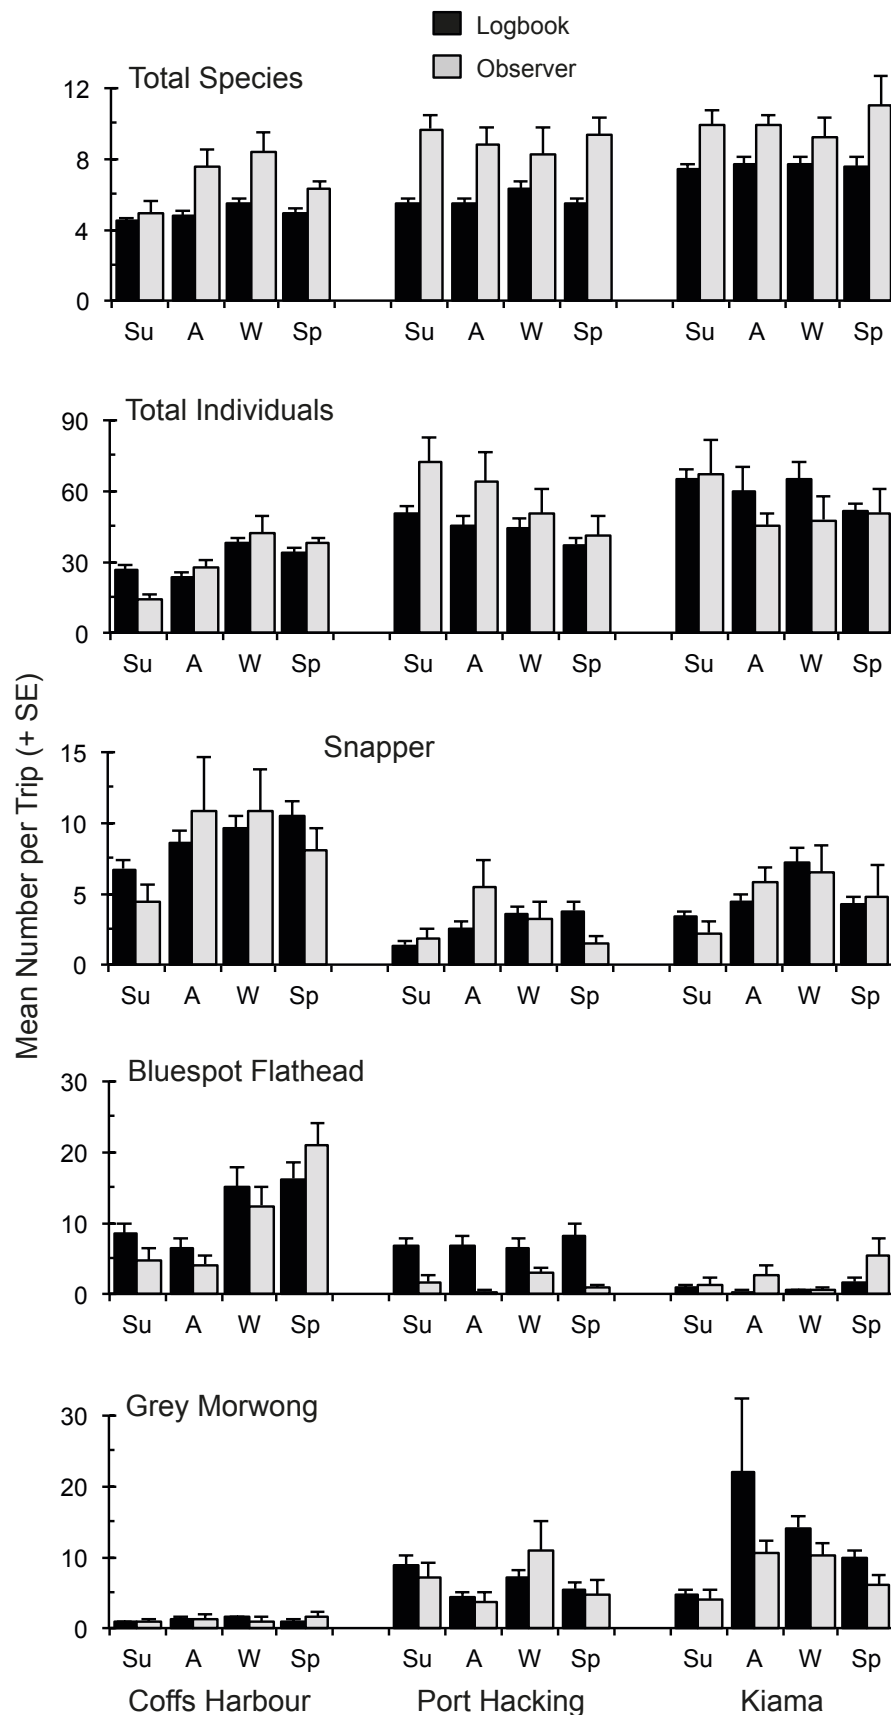 Logbook
Observer
Total Species
12
8
4
0
Su A W Sp Su A W Sp Su A W Sp
Total Individuals
90
60
30
0
Su A W Sp Su A W Sp Su A W Sp
Mean Number per Trip (+ SE)
Snapper
15
10
5
0
Su A W Sp Su A W Sp Su A W Sp
Bluespot Flathead
30
20
10
0
Su A W Sp Su A W Sp Su A W Sp
Grey Morwong
30
20
10
0
Su A W Sp Su A W Sp Su A W Sp
Coffs Harbour Port Hacking Kiama